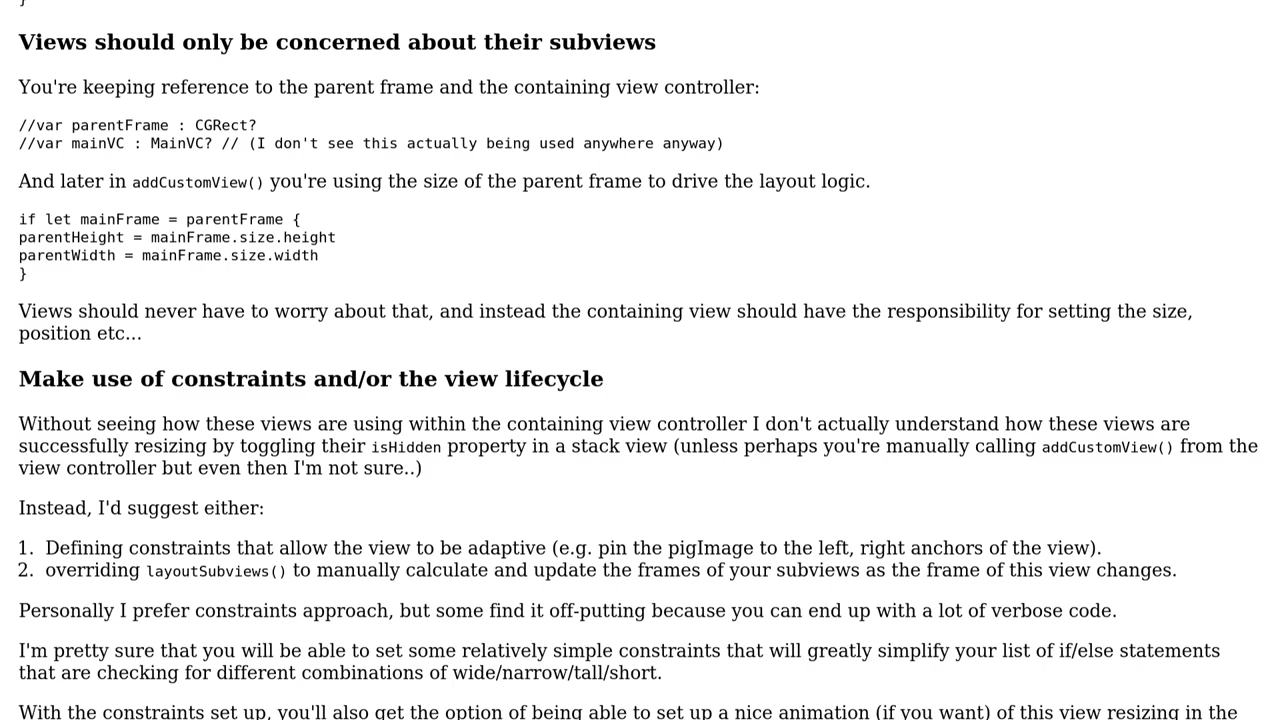 }
Views should only be concerned about their subviews
You're keeping reference to the parent frame and the containing view controller:
//var parentFrame : CGRect?
//var mainVC : MainVC? // (I don't see this actually being used anywhere anyway)
And later in addCustomView() you're using the size of the parent frame to drive the layout logic.
if let mainFrame = parentFrame {
parentHeight = mainFrame.size.height
parentWidth = mainFrame.size.width
}
Views should never have to worry about that, and instead the containing view should have the responsibility for setting the size,
position etc...
Make use of constraints and/or the view lifecycle
Without seeing how these views are using within the containing view controller I don't actually understand how these views are
successfully resizing by toggling their isHidden property in a stack view (unless perhaps you're manually calling addCustomView() from the
view controller but even then I'm not sure..)
Instead, I'd suggest either:
1. Defining constraints that allow the view to be adaptive (e.g. pin the pigImage to the left, right anchors of the view).
2. overriding layoutSubviews() to manually calculate and update the frames of your subviews as the frame of this view changes.
Personally I prefer constraints approach, but some find it off-putting because you can end up with a lot of verbose code.
I'm pretty sure that you will be able to set some relatively simple constraints that will greatly simplify your list of if/else statements
that are checking for different combinations of wide/narrow/tall/short.
With the constraints set up, you'll also get the option of being able to set up a nice animation (if you want) of this view resizing in the